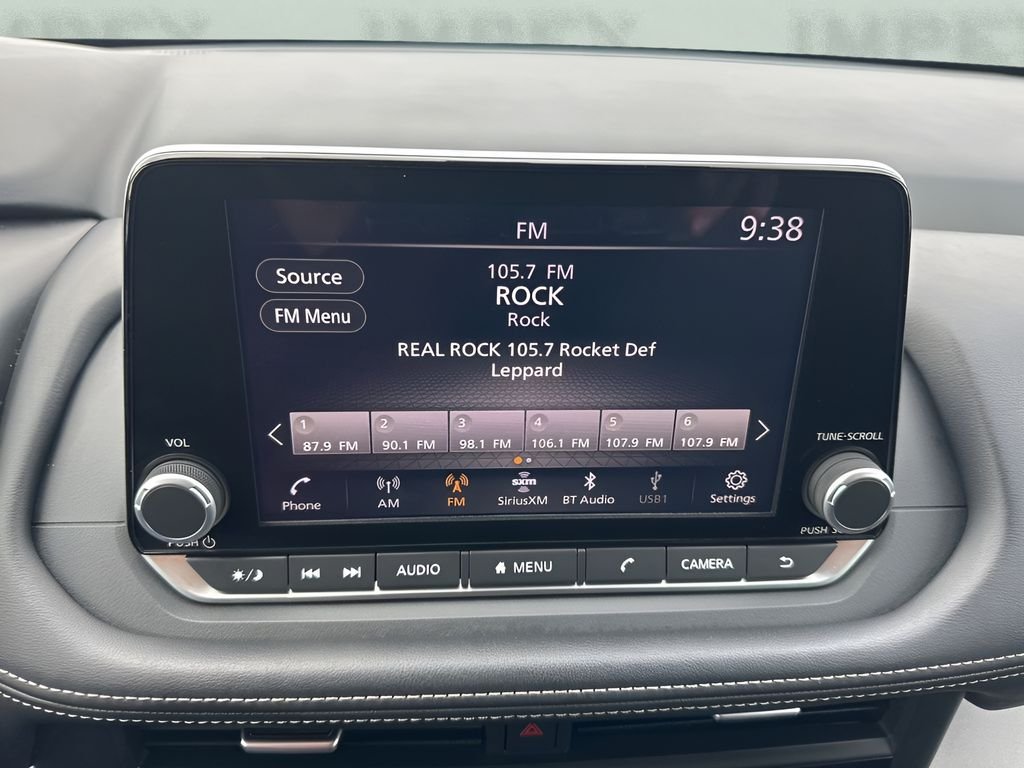 IMPEX IMPEX IMPEX
FM
9:38
Source
FM Menu
105.7 FM
ROCK
Rock
REAL ROCK 105.7 Rocket Def
Leppard
1 2 3 4 5 6
87.9 FM 90.1 FM 98.1 FM 106.1 FM 107.9 FM 107.9 FM
VOL
TUNE·SCROLL
Phone AM FM SiriusXM BT Audio USB1 Settings
sxm
PUSH
PUSH
AUDIO MENU CAMERA